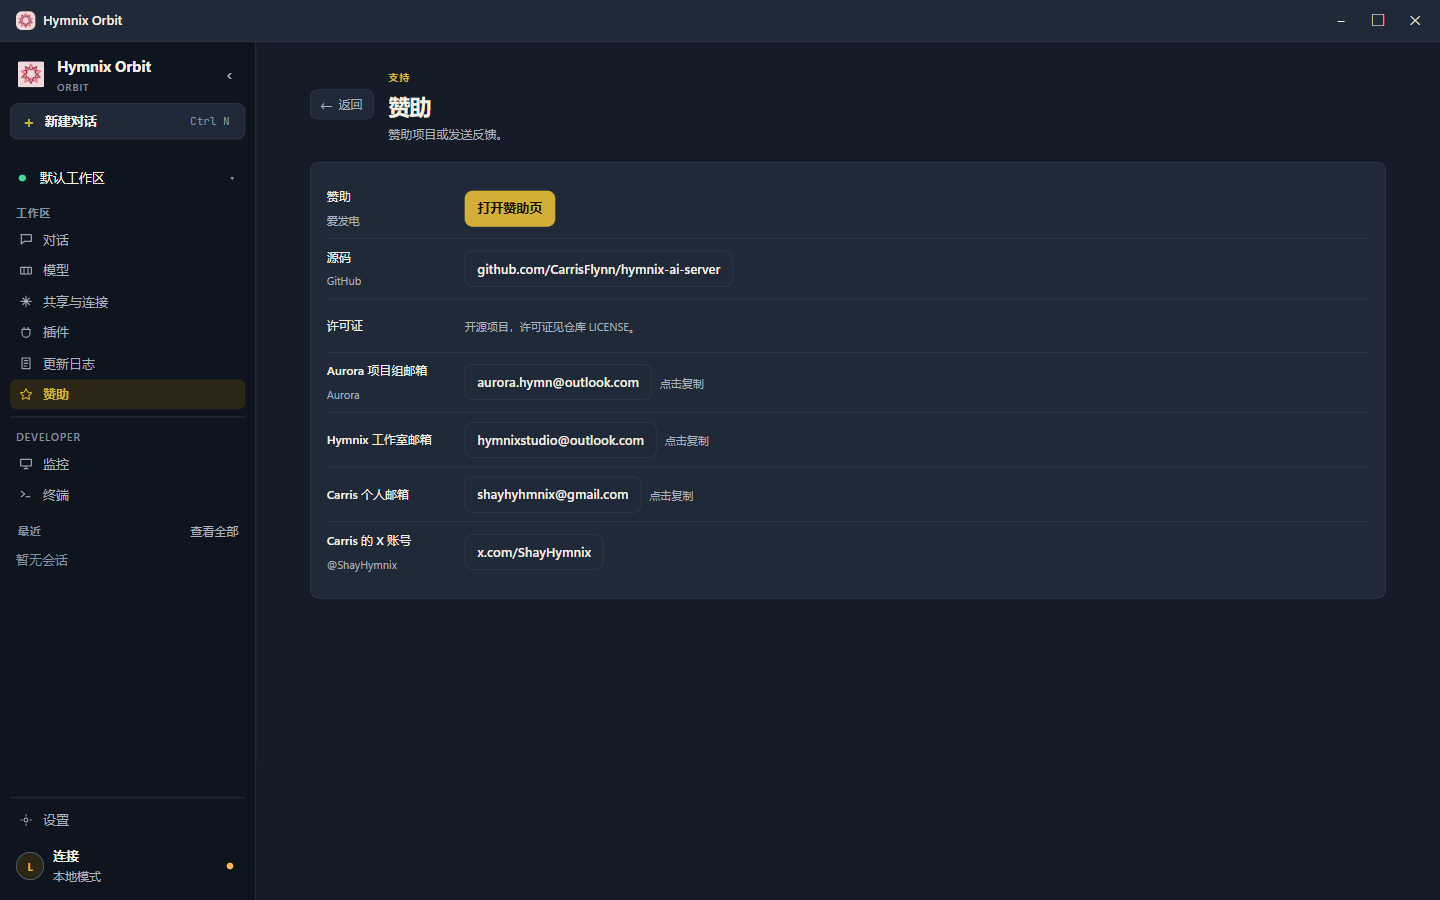 Hymnix Orbit
Hymnix Orbit
ORBIT
新建对话 Ctrl N
默认工作区
工作区
对话
模型
共享与连接
插件
更新日志
赞助
DEVELOPER
监控
终端
最近 查看全部
暂无会话
设置
L
连接
本地模式
← 返回
支持
赞助
赞助项目或发送反馈。
赞助
爱发电
打开赞助页
源码
GitHub
github.com/CarrisFlynn/hymnix-ai-server
许可证
开源项目，许可证见仓库 LICENSE。
Aurora 项目组邮箱
Aurora
aurora.hymn@outlook.com 点击复制
Hymnix 工作室邮箱
hymnixstudio@outlook.com 点击复制
Carris 个人邮箱
shayhyhmnix@gmail.com 点击复制
Carris 的 X 账号
@ShayHymnix
x.com/ShayHymnix